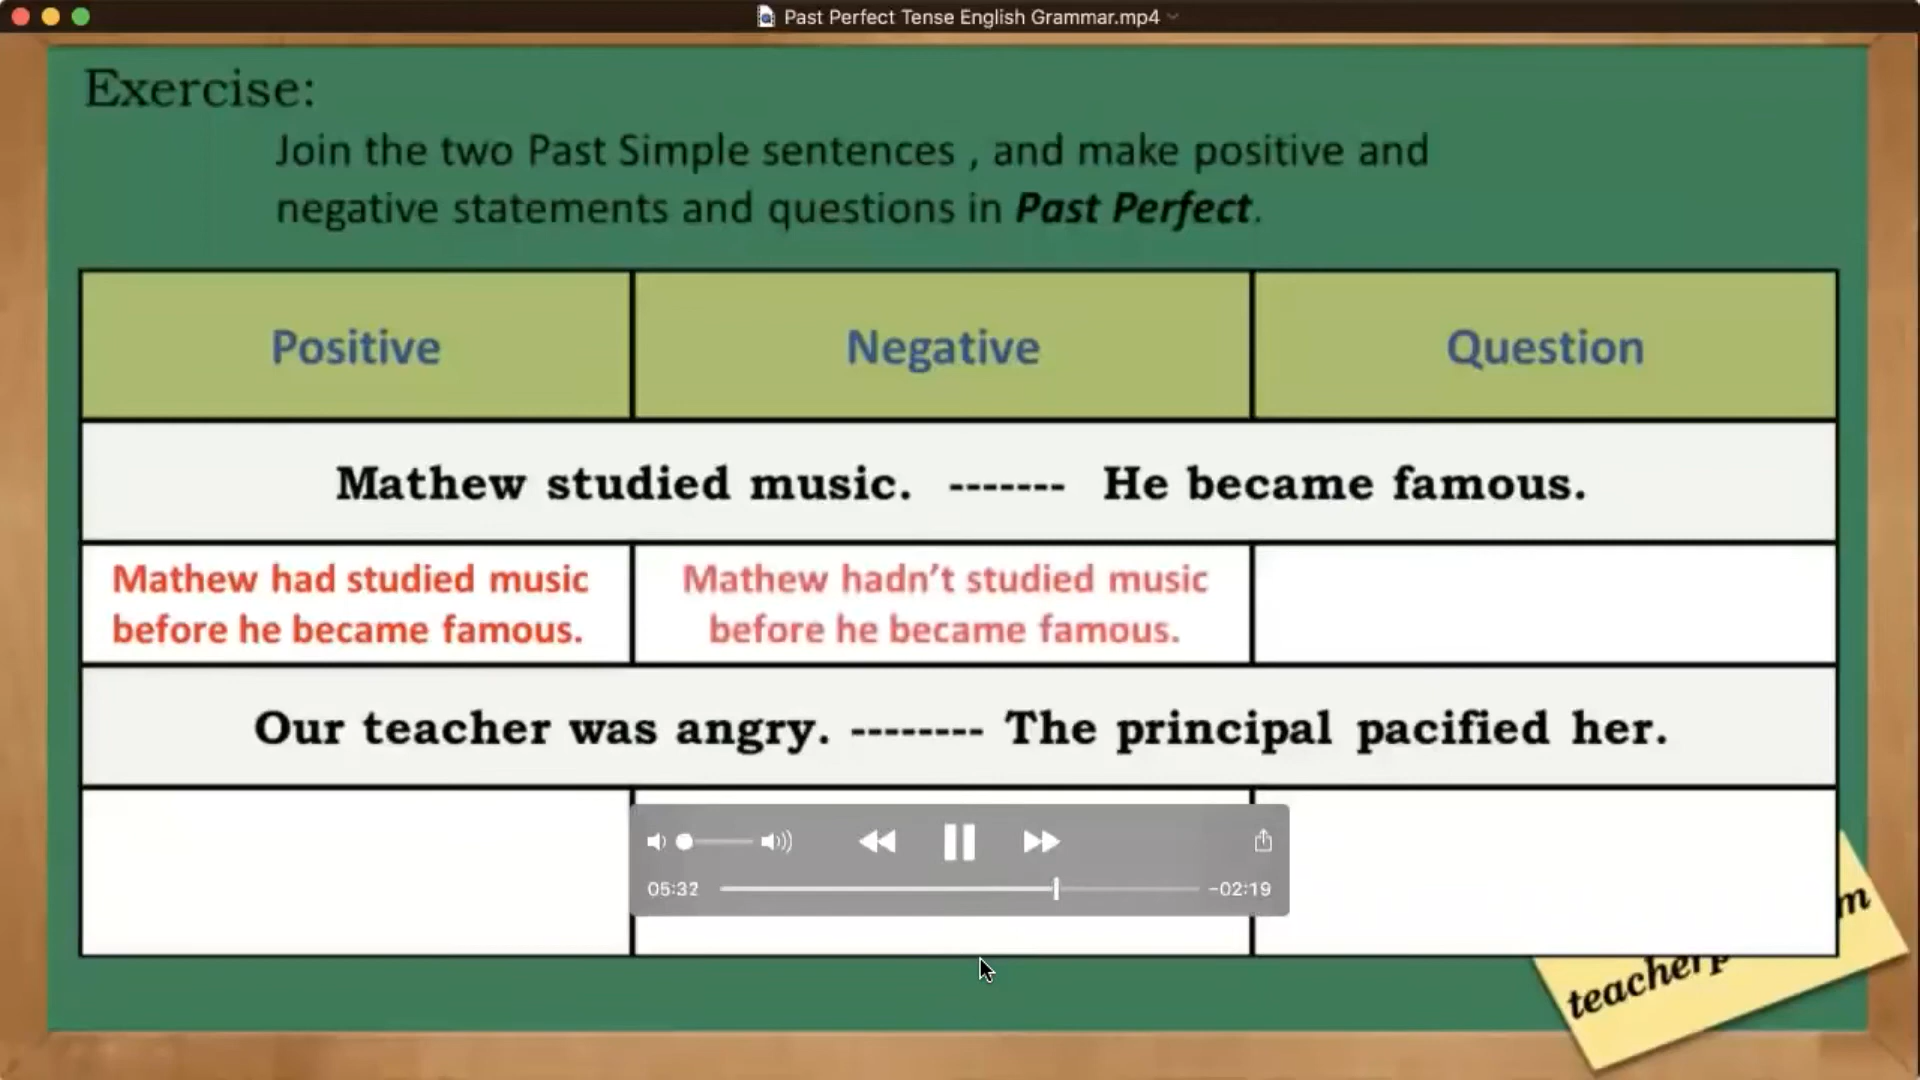 Past Perfect Tense English Grammar.mp4
Exercise:
Join the two Past Simple sentences , and make positive and
negative statements and questions in Past Perfect.
Positive
Negative
Question
Mathew studied music. ------- He became famous.
Mathew had studied music
before he became famous.
Mathew hadn't studied music
before he became famous.
Our teacher was angry. -------- The principal pacified her.
05:32
-02:19